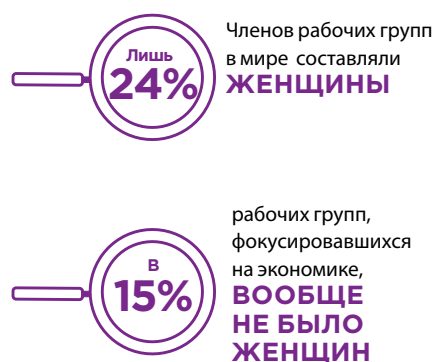 Лишь
24%
Членов рабочих групп
в мире составляли
ЖЕНЩИНЫ
В
15%
рабочих групп,
фокусировавшихся
на экономике,
ВООБЩЕ
НЕ БЫЛО
ЖЕНЩИН